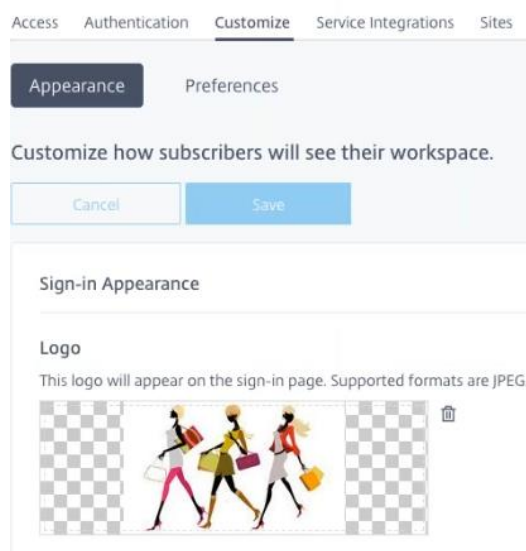 Access Authentication Customize Service Integrations Sites
Appearance Preferences
Customize how subscribers will see their workspace.
Cancel Save
Sign-in Appearance
Logo
This logo will appear on the sign-in page. Supported formats are JPEG